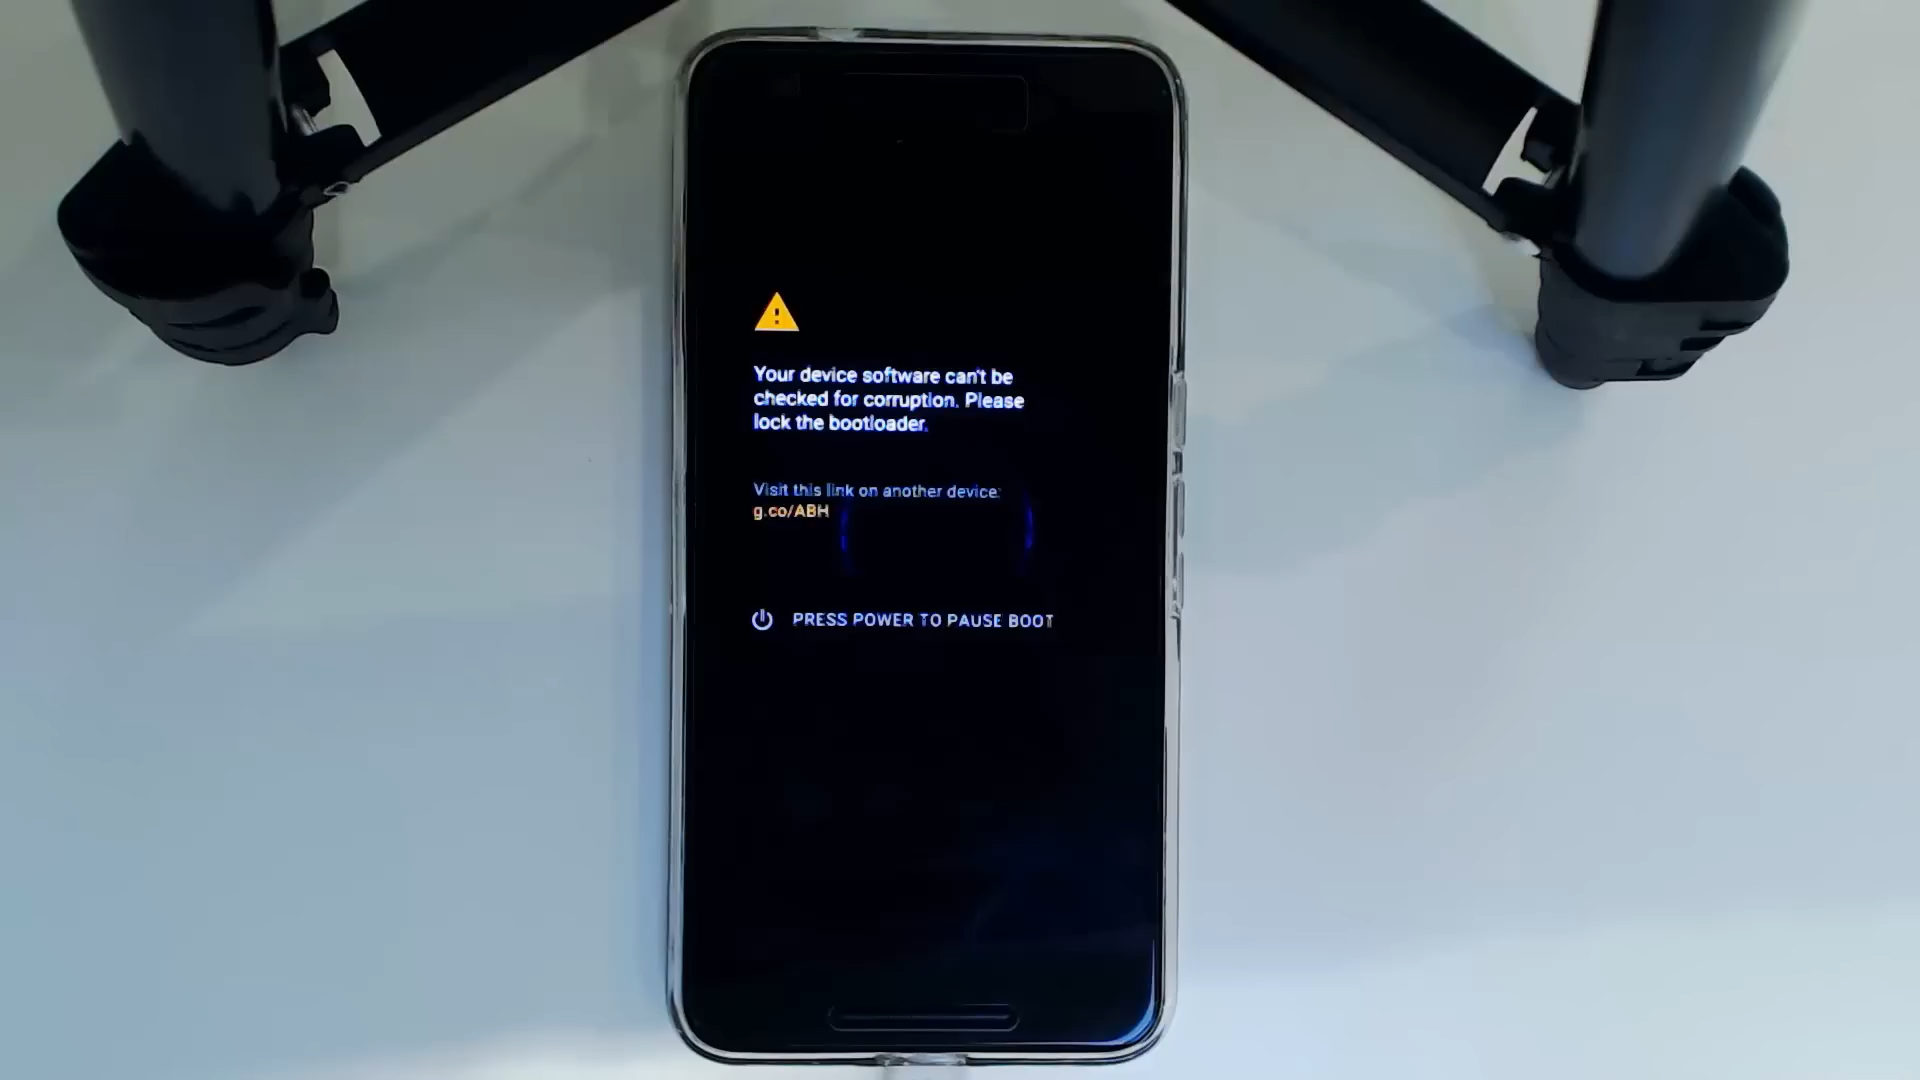 Your device software can't be
checked for corruption. Please
lock the bootloader.
Visit this link on another device:
g.co/ABH
PRESS POWER TO PAUSE BOOT